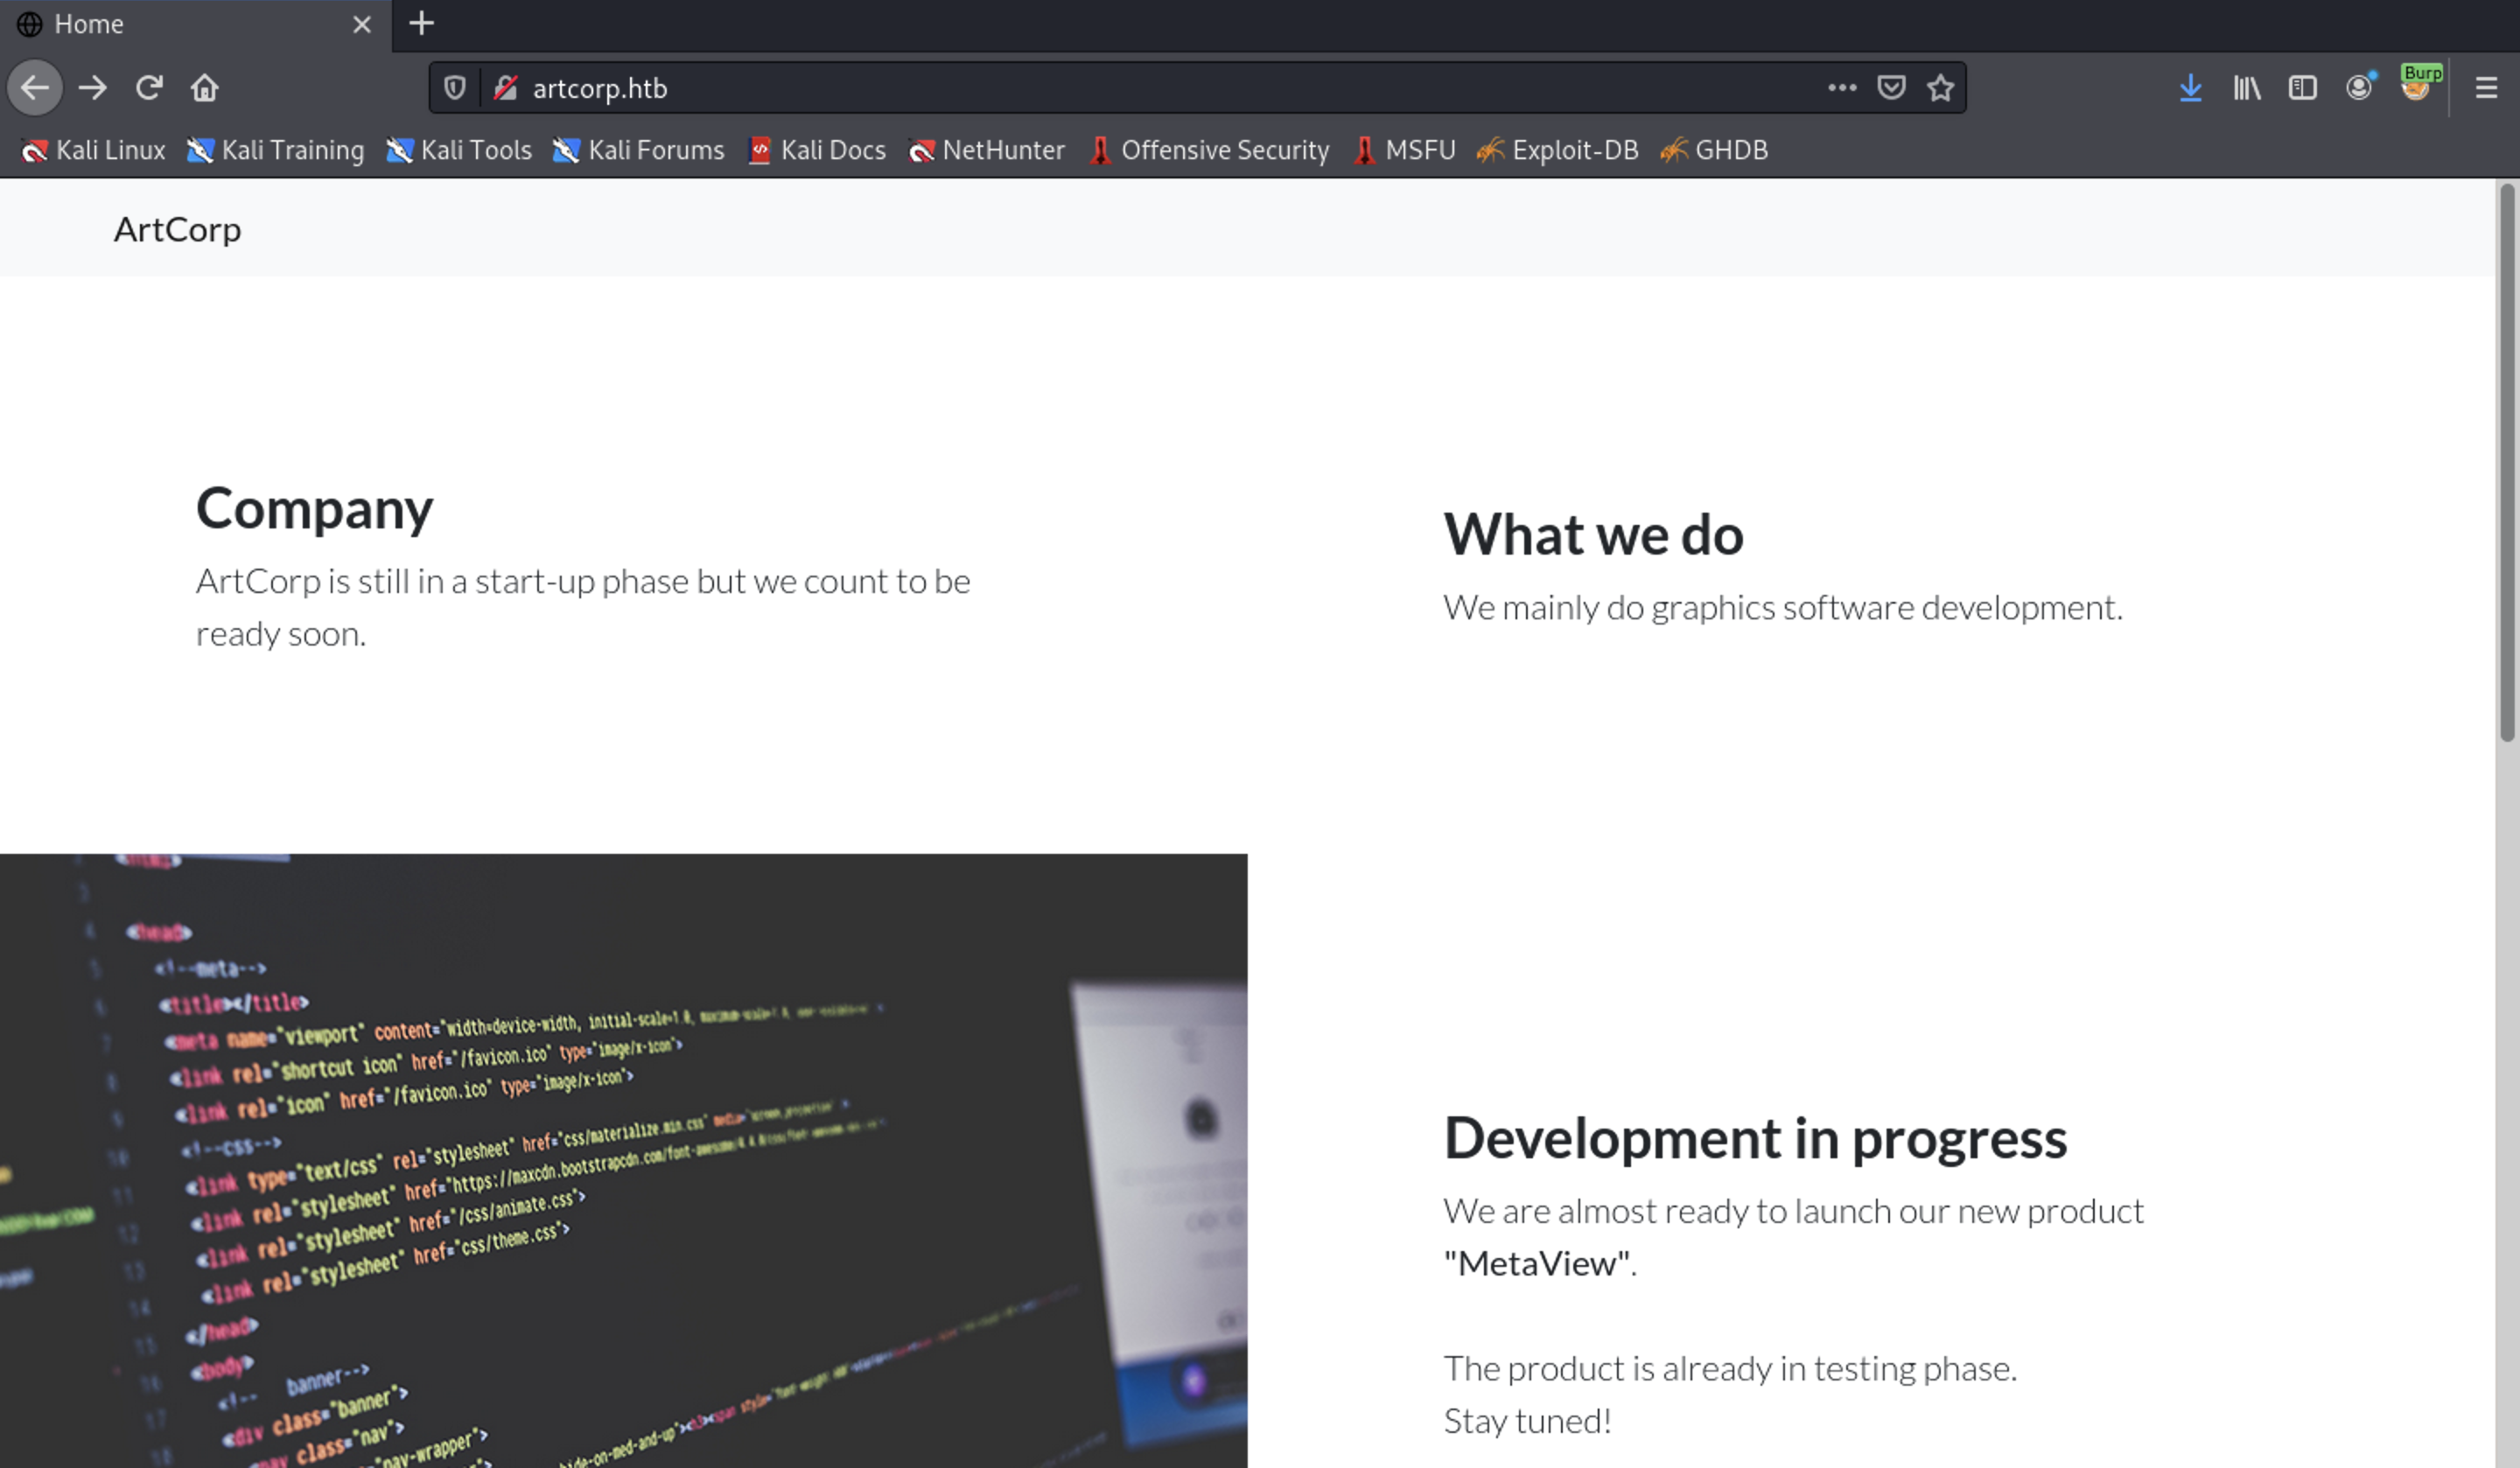 Home
artcorp.htb
Burp
Kali Linux Kali Training Kali Tools Kali Forums Kali Docs NetHunter Offensive Security MSFU Exploit-DB GHDB
ArtCorp
Company
ArtCorp is still in a start-up phase but we count to be
ready soon.
What we do
We mainly do graphics software development.
<head>
<!--meta-->
<title></title>
<meta name="viewport" content="width=device-width, initial-scale=1.0,
<link rel="shortcut icon" href="/favicon.ico" type="image/x-icon">
<link rel="icon" href="/favicon.ico" type="image/x-icon">
<!--css-->
<link type="text/css" rel="stylesheet" href="css/materialize.min.css"
<link rel="stylesheet" href="https://maxcdn.bootstrapcdn.com/
<link rel="stylesheet" href="/css/animate.css">
<link rel="stylesheet" href="css/theme.css">
</head>
<body>
<!-- banner-->
<div class="banner">
<nav class="nav">
"nav-wrapper">
Development in progress
We are almost ready to launch our new product
"MetaView".
The product is already in testing phase.
Stay tuned!